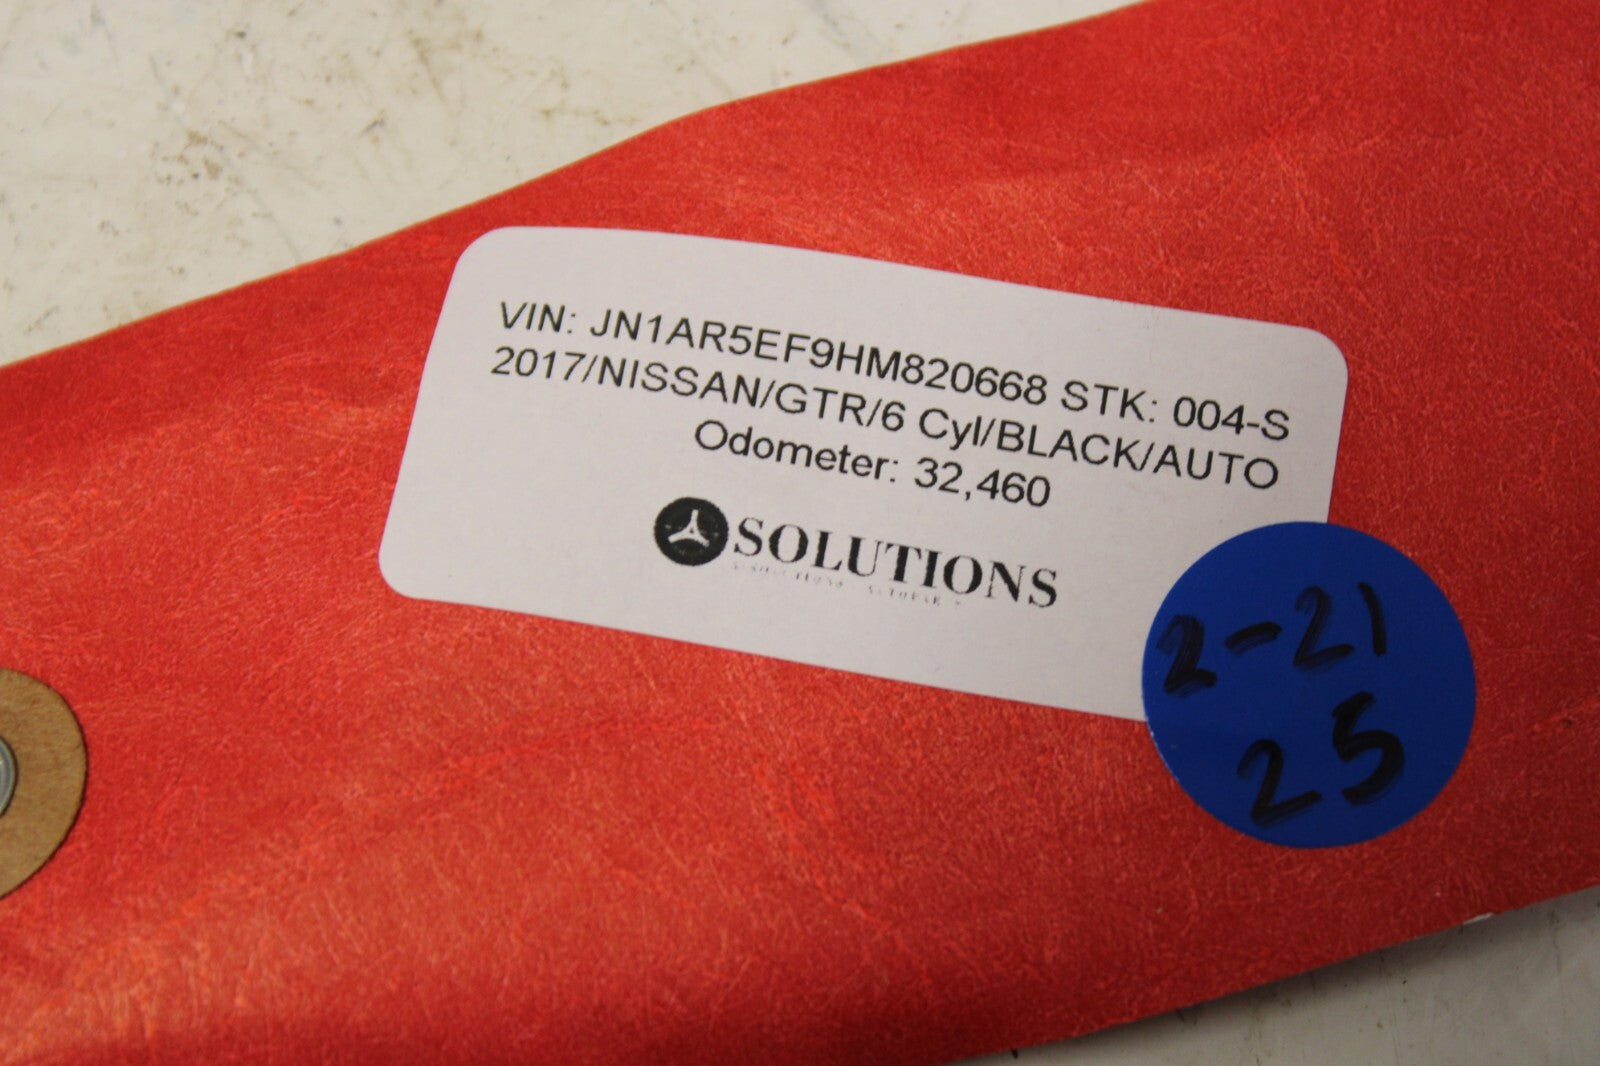 VIN: JN1AR5EF9HM820668 STK: 004-S
2017/NISSAN/GTR/6 Cyl/BLACK/AUTO
Odometer: 32,460
SOLUTIONS
2-21
25